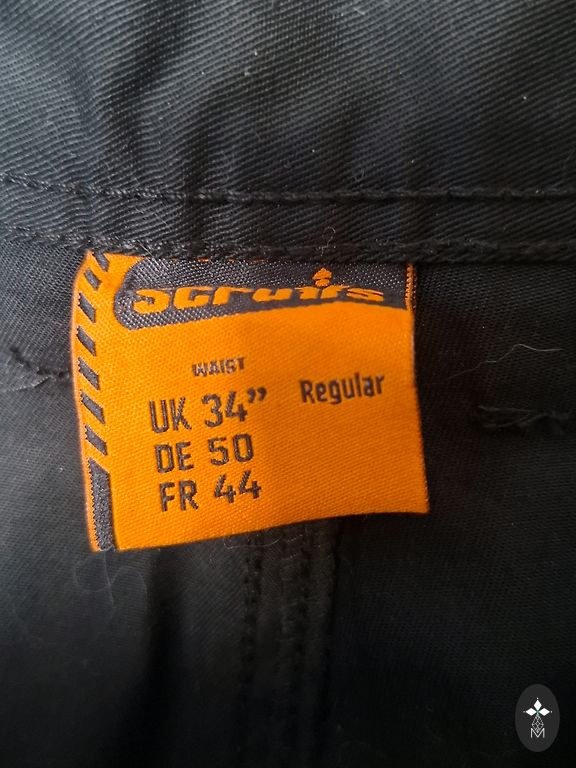 Scruffs
WAIST
UK 34” Regular
DE 50
FR 44